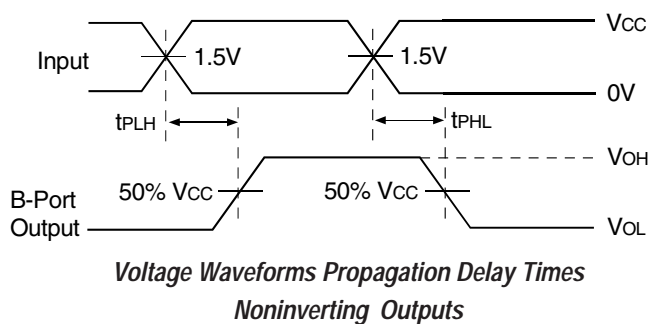 VCC
Input
1.5V
1.5V
0V
tPLH
tPHL
VOH
B-Port
Output
50% VCC
50% VCC
VOL
Voltage Waveforms Propagation Delay Times
Noninverting Outputs